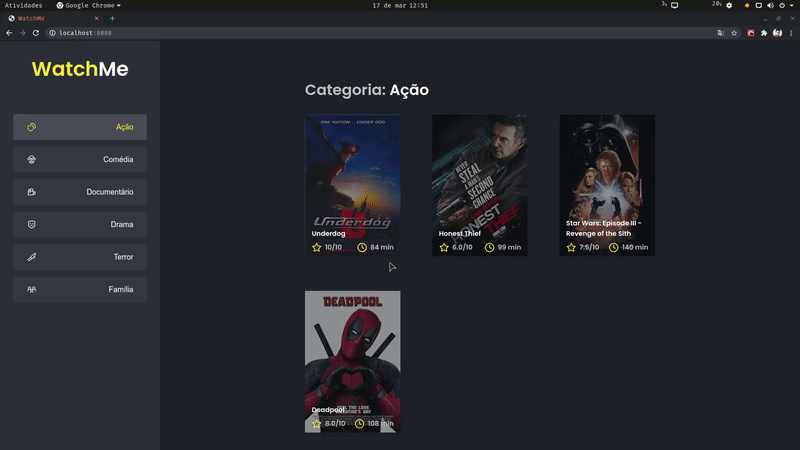 Atividades
Google Chrome
17 de mar 12:51
3%
20%
WatchMe
localhost:8080
WatchMe
Ação
Comédia
Documentário
Drama
Terror
Família
Categoria: Ação
ONE NATION... UNDER DOG
Underdog
Underdog
10/10
84 min
NEVER
STEAL
A MAN'S
SECOND
CHANCE
HONEST
THIEF
Honest Thief
6.0/10
99 min
Star Wars: Episode III -
Revenge of the Sith
7.5/10
140 min
DEADPOOL
Deadpool
8.0/10
108 min